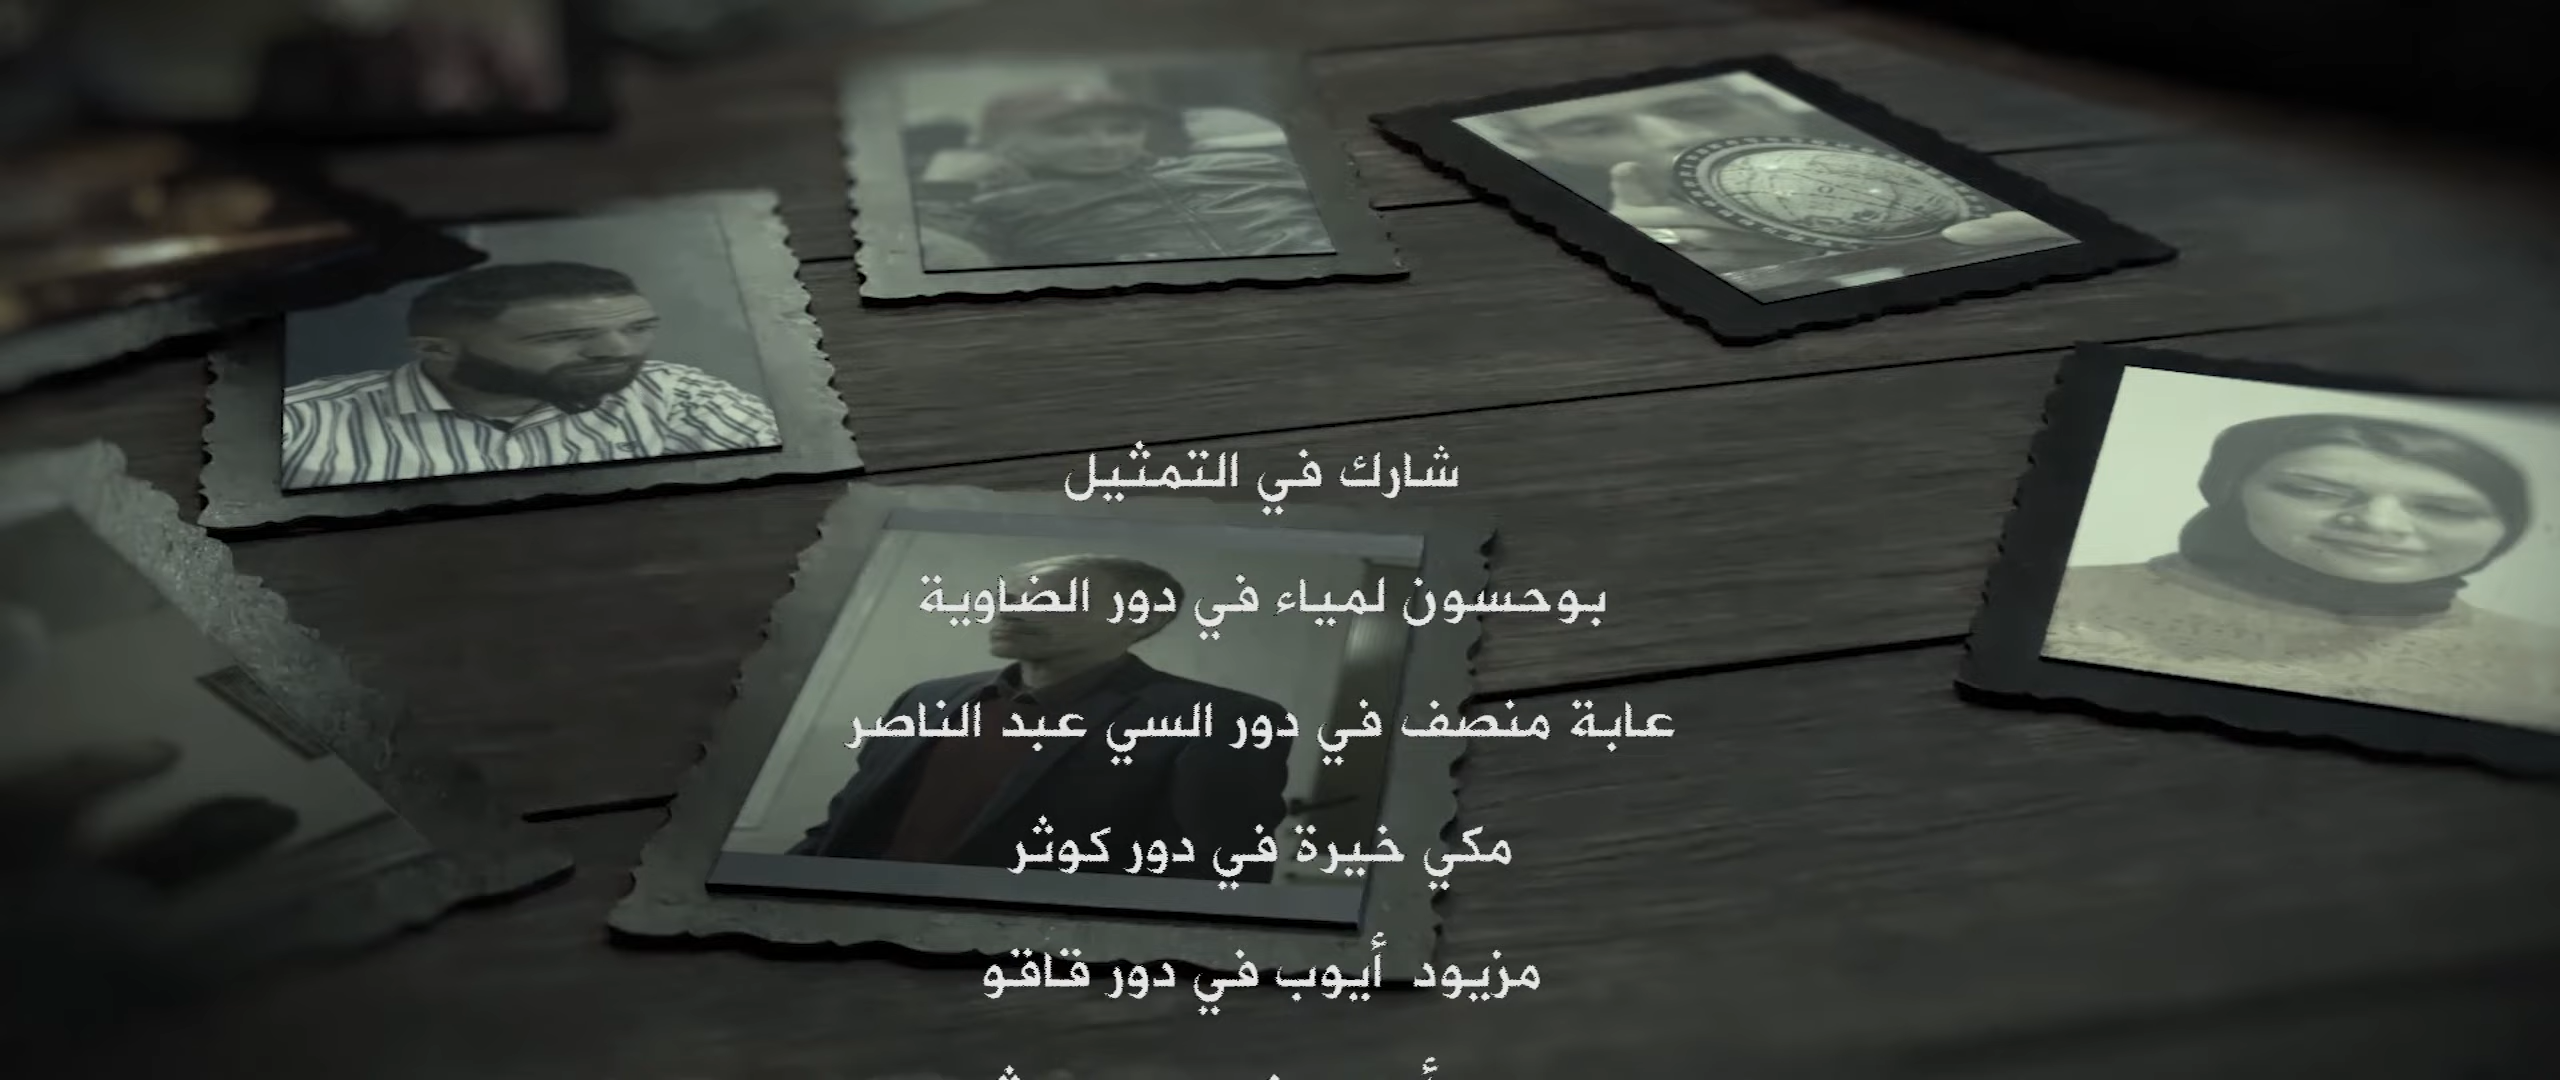 شارك في التمثيل
بوحسون لمياء في دور الضاوية
عابة منصف في دور السي عبد الناصر
مكي خيرة في دور كوثر
مزيود أيوب في دور قاقتو